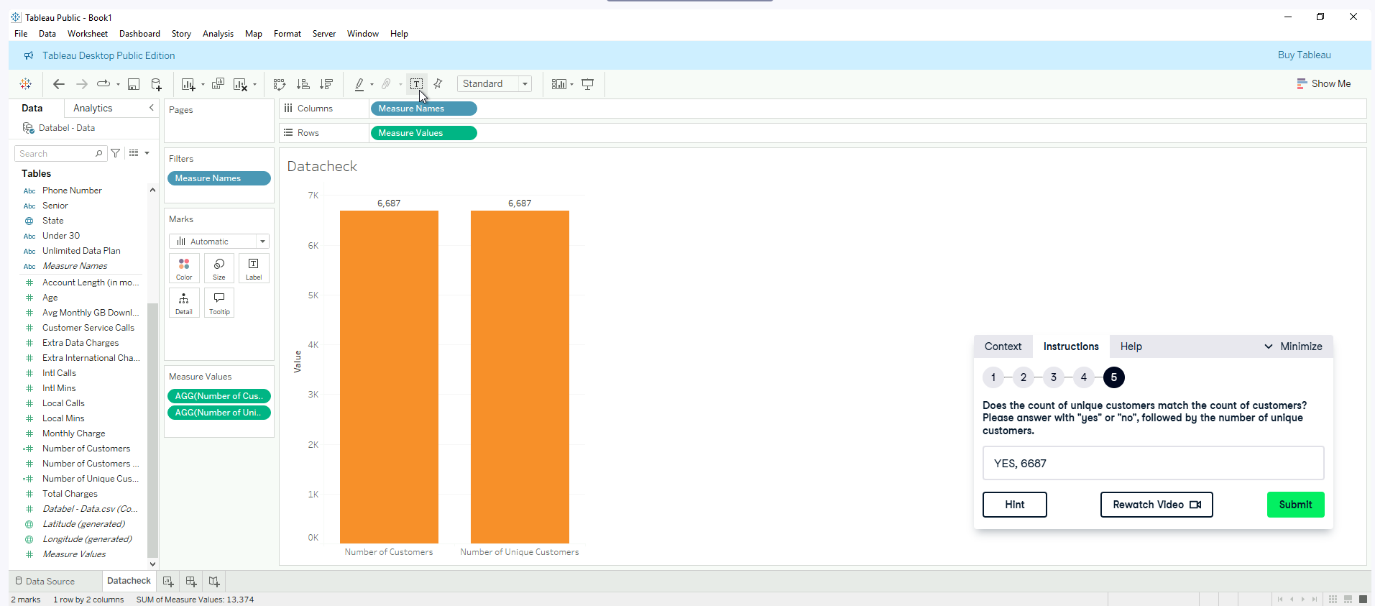 Tableau Public - Book1
File Data Worksheet Dashboard Story Analysis Map Format Server Window Help
Tableau Desktop Public Edition
Buy Tableau
Standard
Show Me
Data Analytics
Databel - Data
Search
Tables
Abc Phone Number
Abc Senior
State
Abc Under 30
Abc Unlimited Data Plan
Abc Measure Names
# Account Length (in mo...
# Age
# Avg Monthly GB Downl...
# Customer Service Calls
# Extra Data Charges
# Extra International Cha...
# Intl Calls
# Intl Mins
# Local Calls
# Local Mins
# Monthly Charge
# Number of Customers
# Number of Customers ...
# Number of Unique Cus...
# Total Charges
# Databel - Data.csv (Co...
Latitude (generated)
Longitude (generated)
# Measure Values
Pages
Filters
Measure Names
Marks
Automatic
Color Size Label
Detail Tooltip
Measure Values
AGG(Number of Cus..
AGG(Number of Uni..
Columns Measure Names
Rows Measure Values
Datacheck
7K
6K
5K
4K
3K
2K
1K
0K
Value
6,687 6,687
Number of Customers Number of Unique Customers
Context Instructions Help Minimize
1 2 3 4 5
Does the count of unique customers match the count of customers?
Please answer with "yes" or "no", followed by the number of unique
customers.
YES, 6687
Hint Rewatch Video Submit
Data Source Datacheck
2 marks 1 row by 2 columns SUM of Measure Values: 13,374